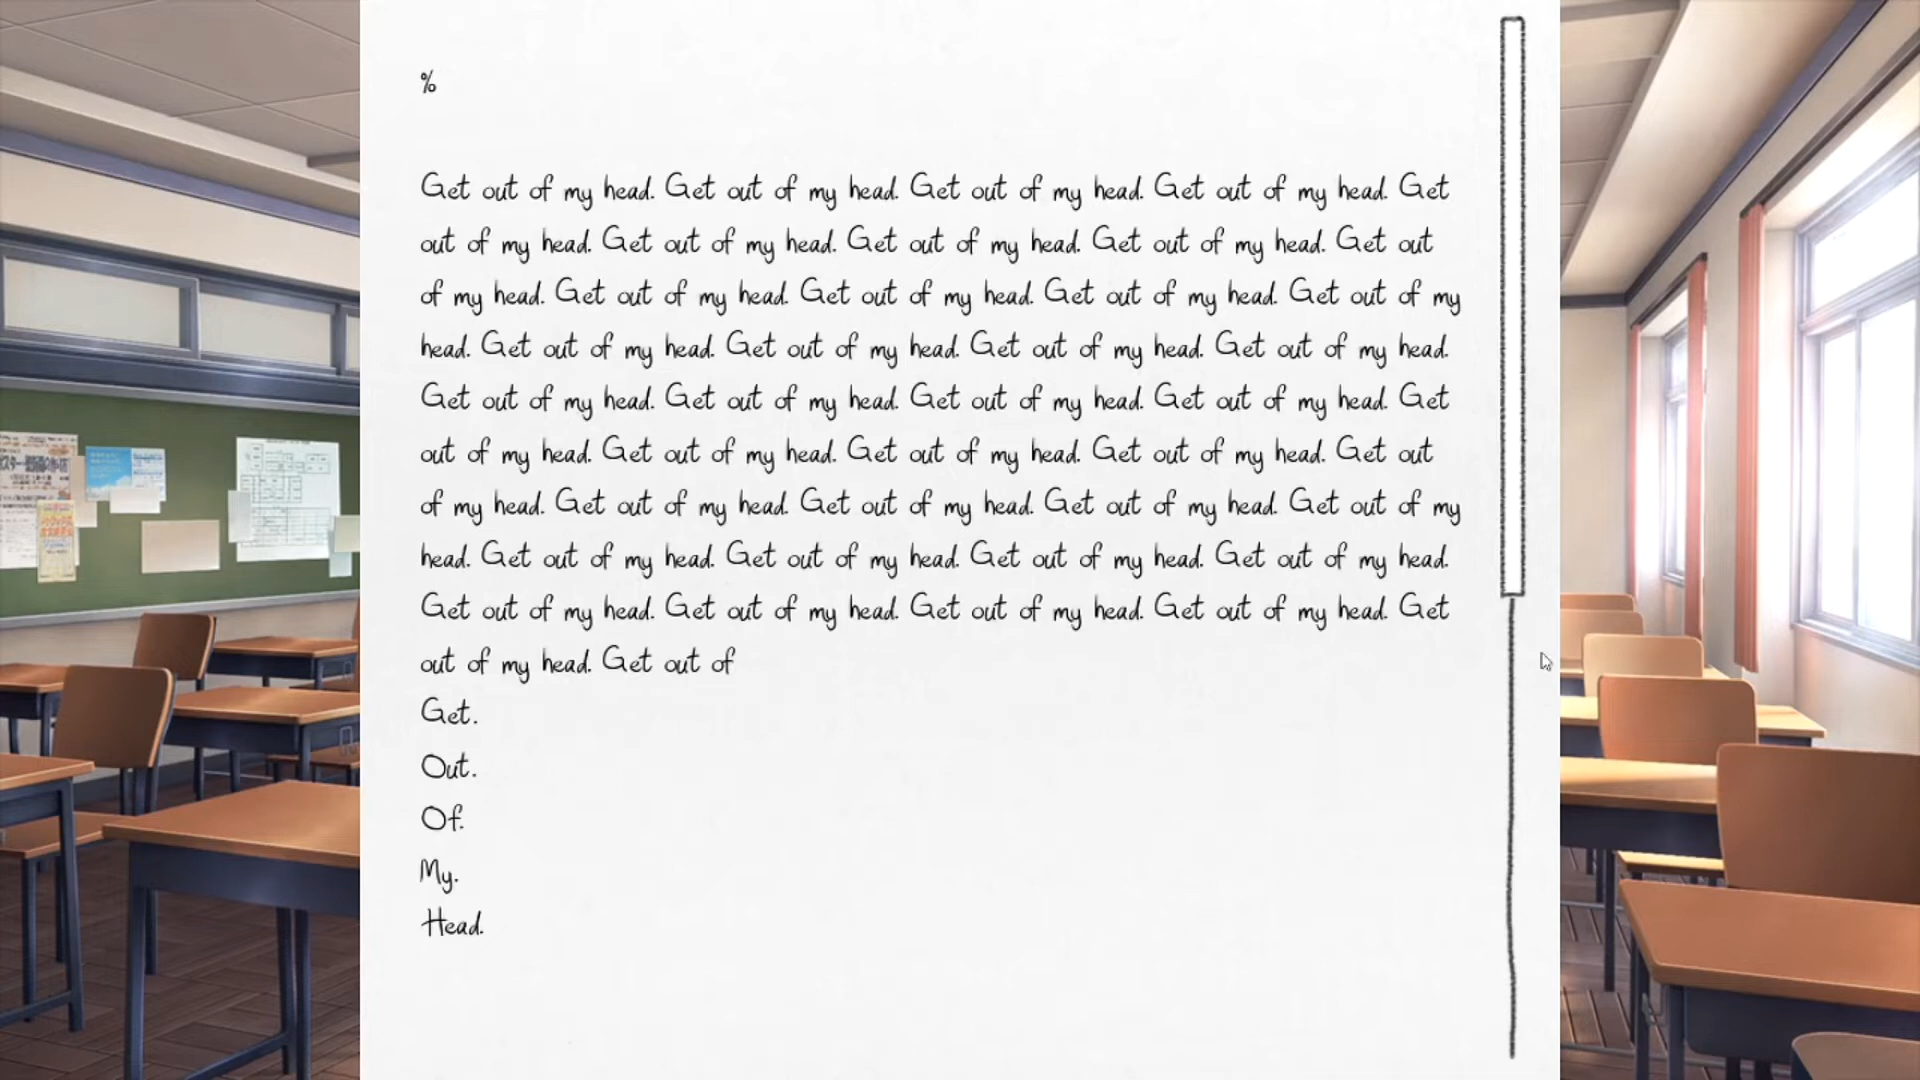 %
Get out of my head. Get out of my head. Get out of my head. Get out of my head. Get
out of my head. Get out of my head. Get out of my head. Get out of my head. Get out
of my head. Get out of my head. Get out of my head. Get out of my head. Get out of my
head. Get out of my head. Get out of my head. Get out of my head. Get out of my head.
Get out of my head. Get out of my head. Get out of my head. Get out of my head. Get
out of my head. Get out of my head. Get out of my head. Get out of my head. Get out
of my head. Get out of my head. Get out of my head. Get out of my head. Get out of my
head. Get out of my head. Get out of my head. Get out of my head. Get out of my head.
Get out of my head. Get out of my head. Get out of my head. Get out of my head. Get
out of my head. Get out of
Get.
Out.
Of.
My.
Head.